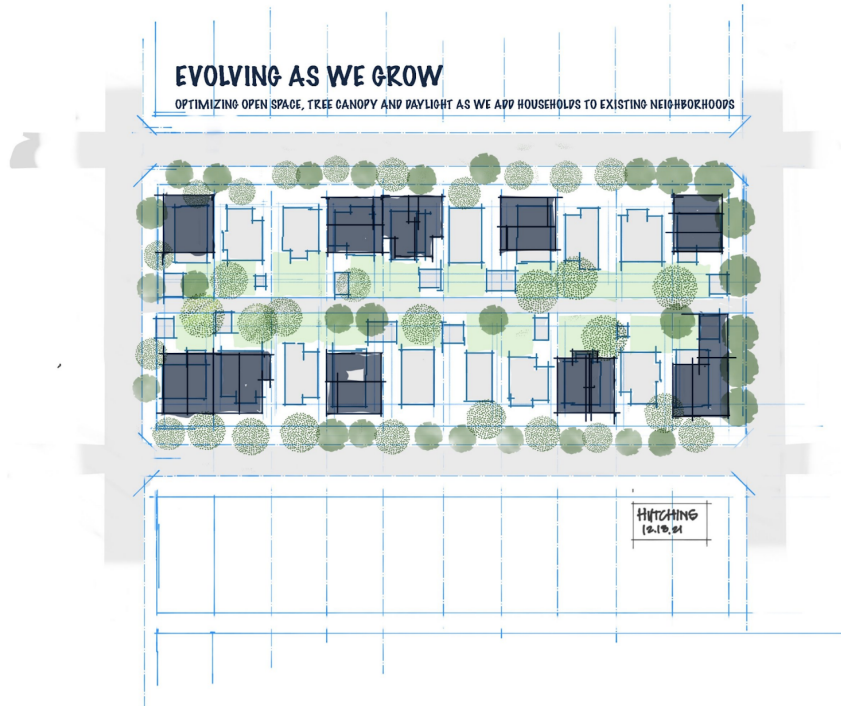 EVOLVING AS WE GROW
OPTIMIZING OPEN SPACE, TREE CANOPY AND DAYLIGHT AS WE ADD HOUSEHOLDS TO EXISTING NEIGHBORHOODS
HUTCHINS
12.13.21